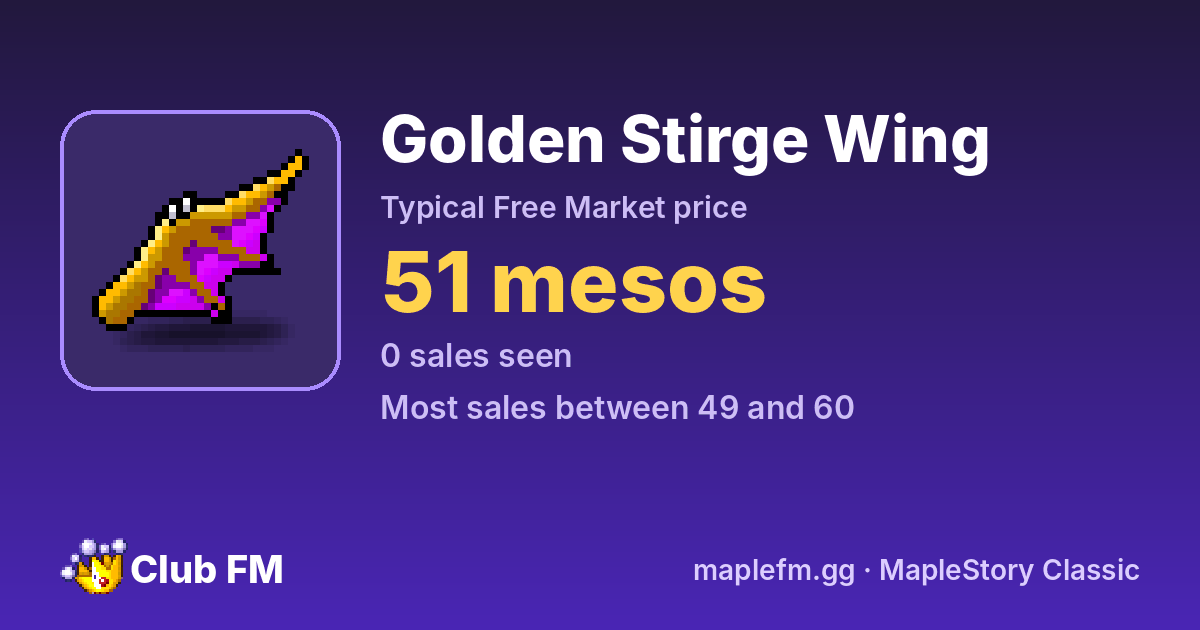 Golden Stirge Wing
Typical Free Market price
51 mesos
0 sales seen
Most sales between 49 and 60
Club FM
maplefm.gg · MapleStory Classic